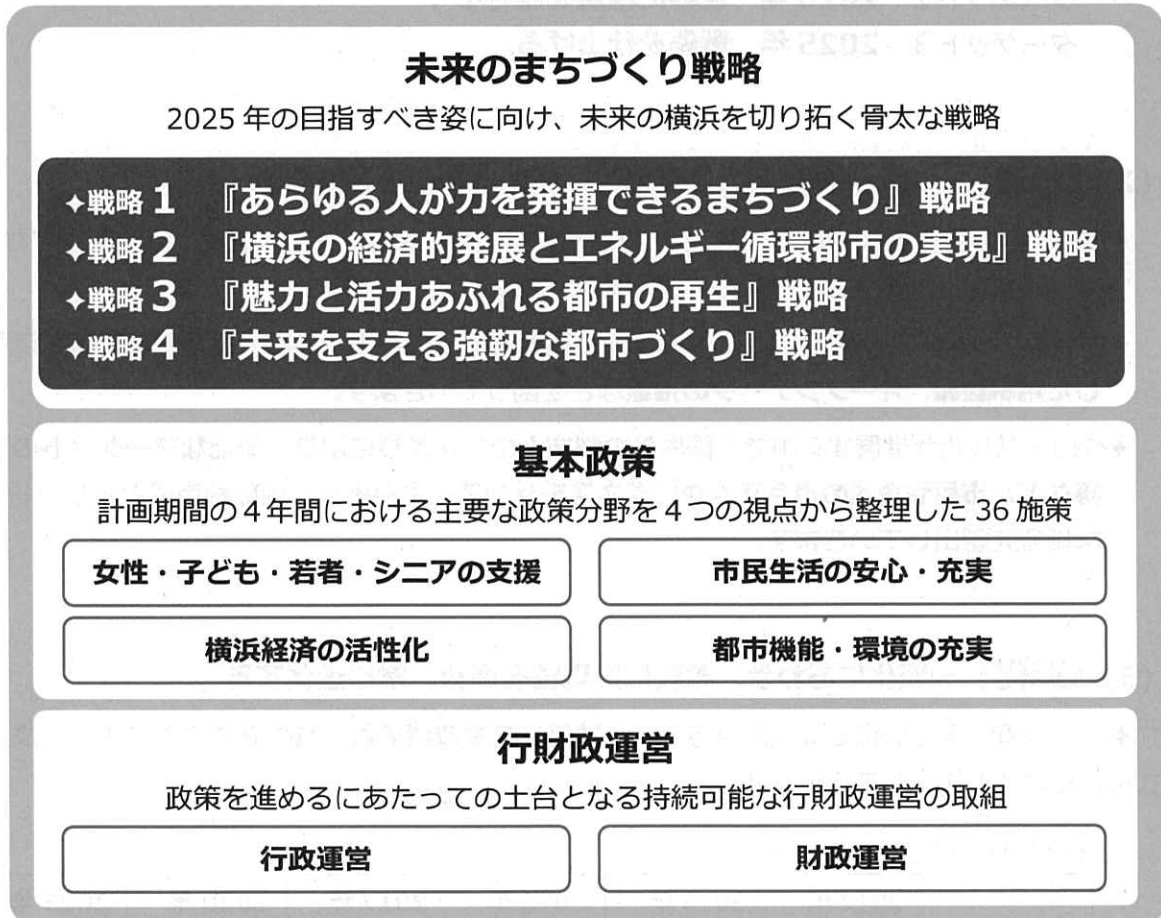 ターゲット3 2025年
未来のまちづくり戦略
2025年の目指すべき姿に向け、未来の横浜を切り拓く骨太な戦略
✦戦略1 『あらゆる人が力を発揮できるまちづくり』戦略
✦戦略2 『横浜の経済的発展とエネルギー循環都市の実現』戦略
✦戦略3 『魅力と活力あふれる都市の再生』戦略
✦戦略4 『未来を支える強靭な都市づくり』戦略
基本政策
計画期間の4年間における主要な政策分野を4つの視点から整理した36施策
女性・子ども・若者・シニアの支援 市民生活の安心・充実
横浜経済の活性化 都市機能・環境の充実
行財政運営
政策を進めるにあたっての土台となる持続可能な行財政運営の取組
行政運営 財政運営